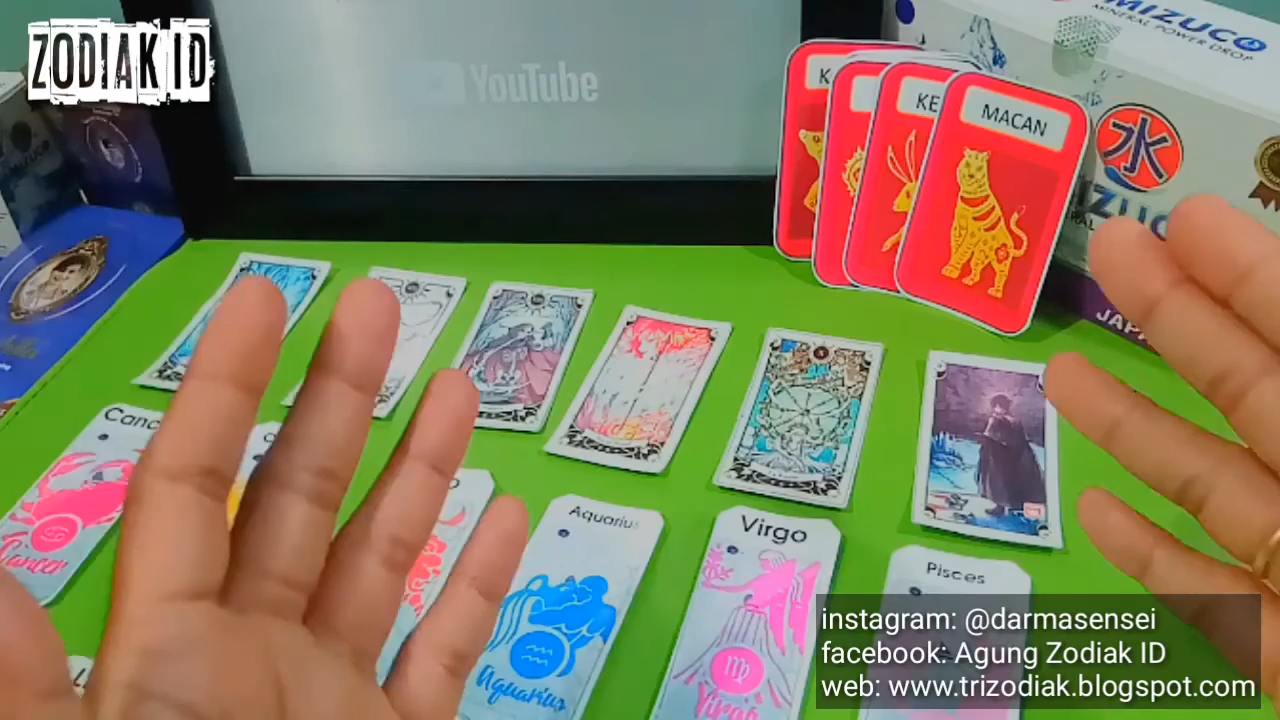 ZODIAK ID
YouTube
MIZUCO
MINERAL POWER DROP
K
KE
MACAN
水
Cancer
Aquarius
Aquarius
Virgo
Virgo
Pisces
instagram: @darmasensei
facebook: Agung Zodiak ID
web: www.trizodiak.blogspot.com